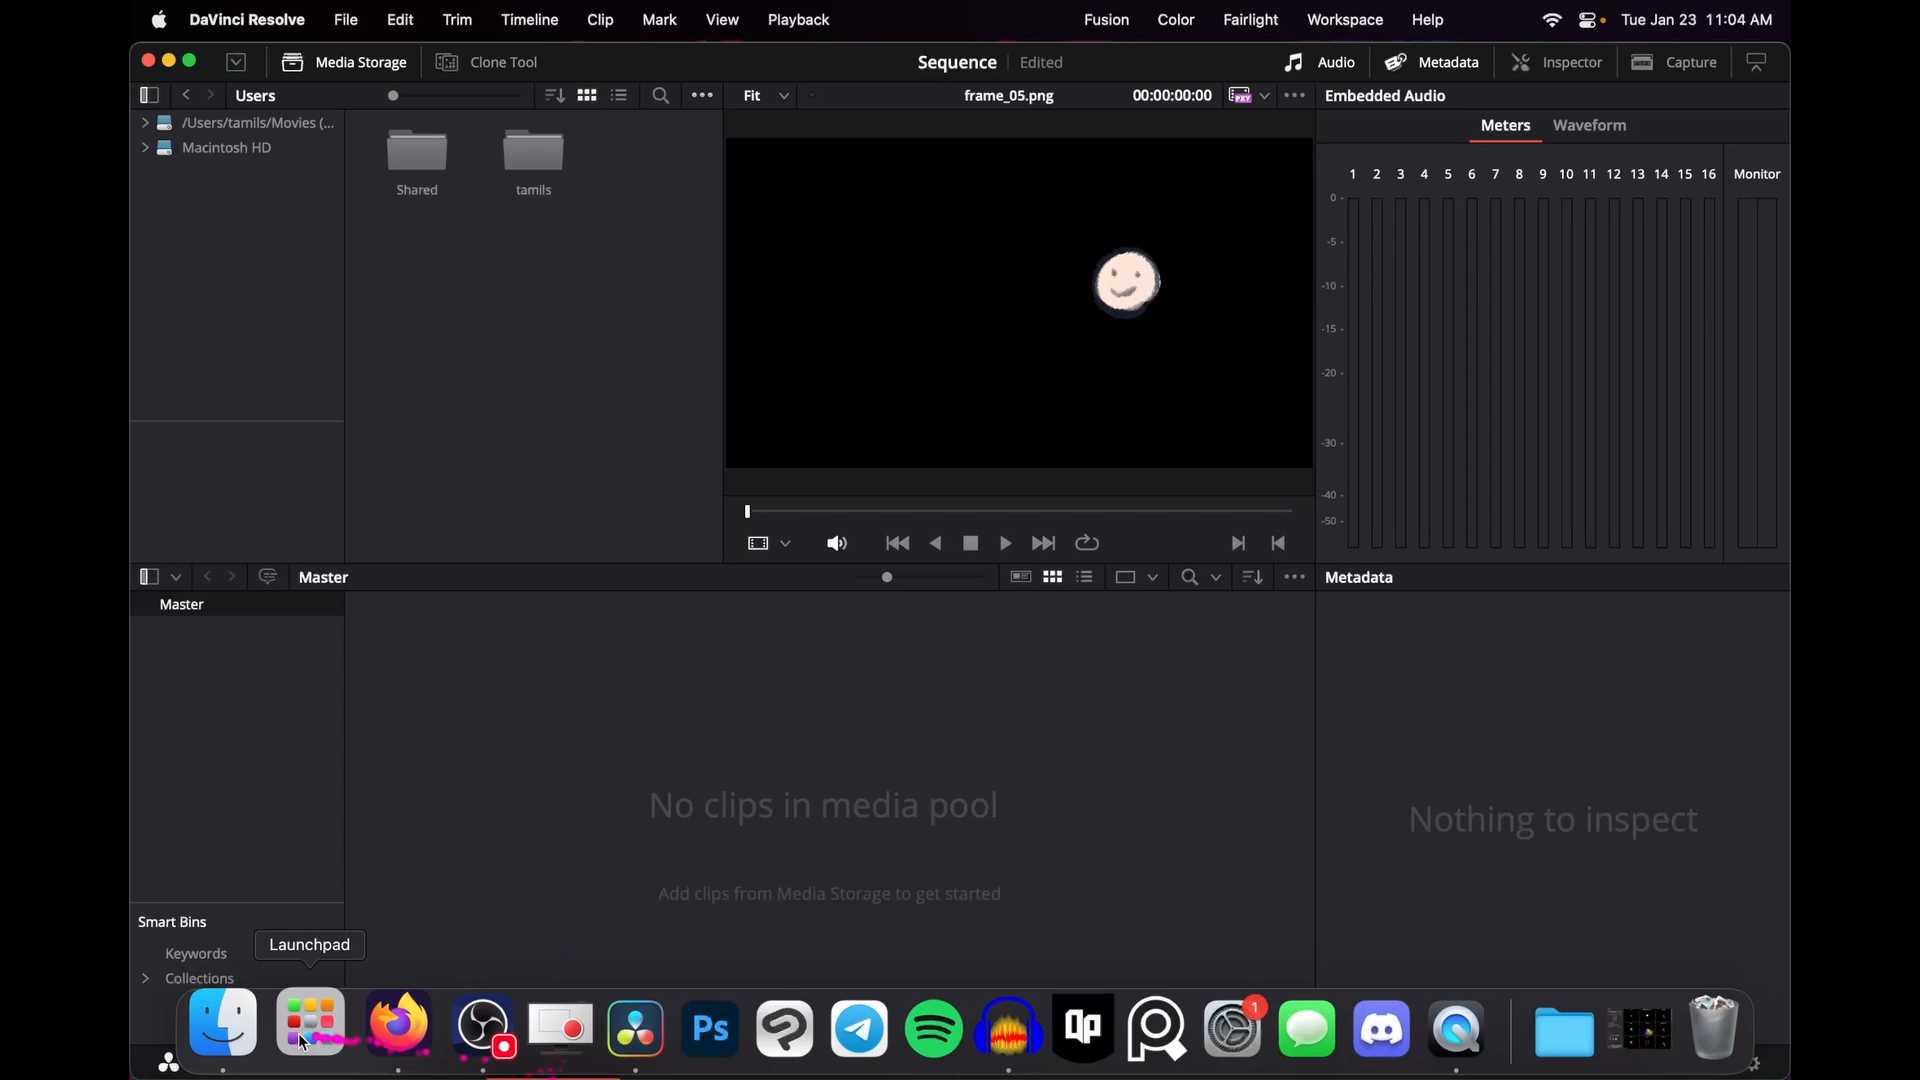 DaVinci Resolve File Edit Trim Timeline Clip Mark View Playback Fusion Color Fairlight Workspace Help Tue Jan 23 11:04 AM
Media Storage Clone Tool Sequence Edited Audio Metadata Inspector Capture
Users Fit frame_05.png 00:00:00:00 PXY Embedded Audio
/Users/tamils/Movies (...
Macintosh HD
Shared tamils
Meters Waveform
1 2 3 4 5 6 7 8 9 10 11 12 13 14 15 16 Monitor
0 -
-5 -
-10 -
-15 -
-20 -
-30 -
-40 -
-50 -
Master Metadata
Master
No clips in media pool
Add clips from Media Storage to get started
Nothing to inspect
Smart Bins
Keywords
Collections
Launchpad
Ps
1